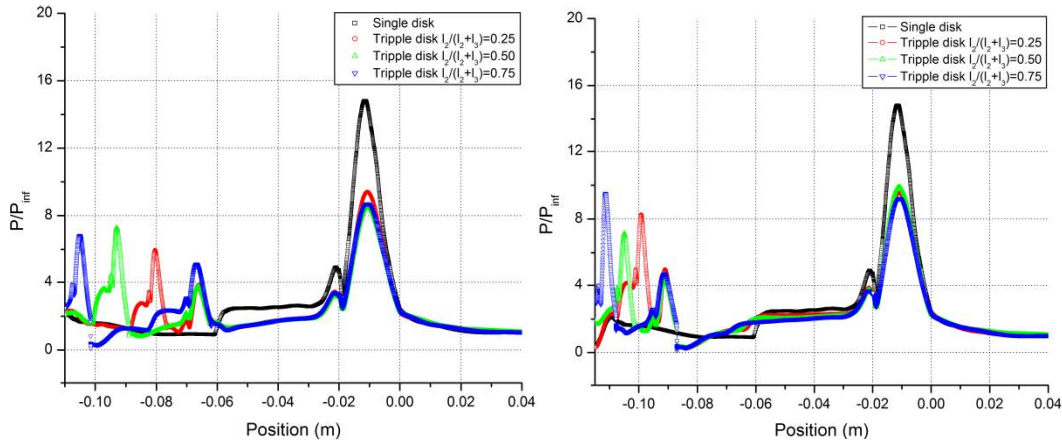 20
16
12
8
4
0
P/P_inf
-0.10 -0.08 -0.06 -0.04 -0.02 0.00 0.02 0.04
Position (m)
Single disk
Tripple disk l₂/(l₂+l₃)=0.25
Tripple disk l₂/(l₂+l₃)=0.50
Tripple disk l₂/(l₂+l₃)=0.75
20
16
12
8
4
0
P/P_inf
-0.10 -0.08 -0.06 -0.04 -0.02 0.00 0.02 0.04
Position (m)
Single disk
Tripple disk l₂/(l₂+l₃)=0.25
Tripple disk l₂/(l₂+l₃)=0.50
Tripple disk l₂/(l₂+l₃)=0.75